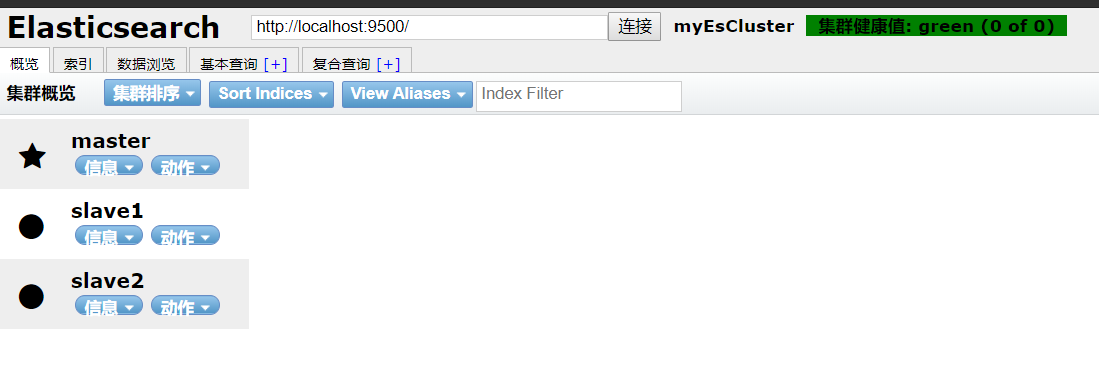 Elasticsearch http://localhost:9500/ 连接 myEsCluster 集群健康值: green (0 of 0)
概览 索引 数据浏览 基本查询 [+] 复合查询 [+]
集群概览 集群排序 Sort Indices View Aliases Index Filter
master
信息 动作
slave1
信息 动作
slave2
信息 动作